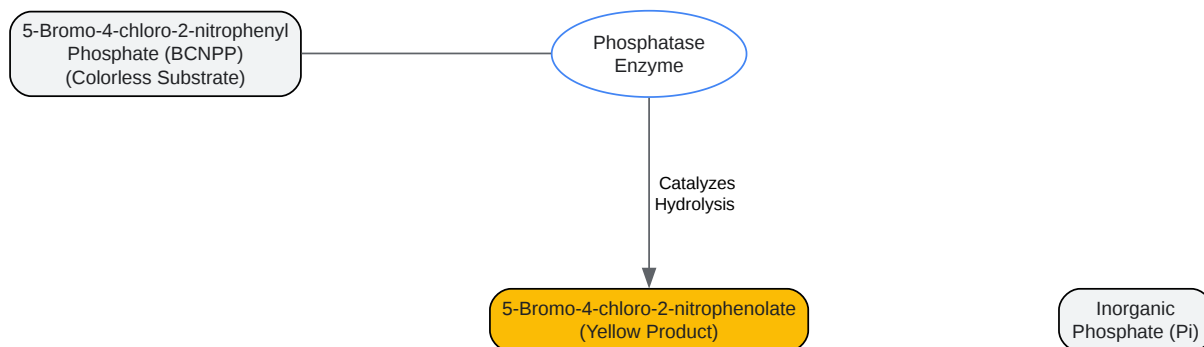 5-Bromo-4-chloro-2-nitrophenyl
Phosphate (BCNPP)
(Colorless Substrate)
Phosphatase
Enzyme
Catalyzes
Hydrolysis
5-Bromo-4-chloro-2-nitrophenolate
(Yellow Product)
Inorganic
Phosphate (Pi)